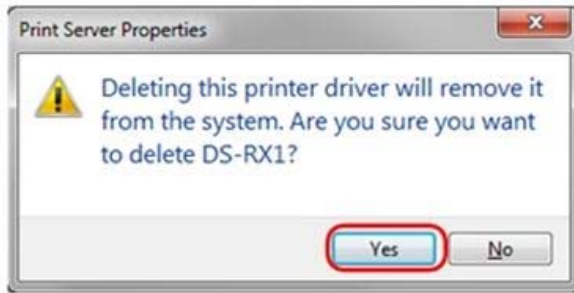 Print Server Properties
Deleting this printer driver will remove it
from the system. Are you sure you want
to delete DS-RX1?
Yes
No